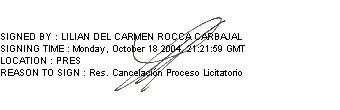 SIGNED BY : LILIAN DEL CARMEN ROCCA CARBAJAL
SIGNING TIME : Monday, October 18 2004, 21:21:59 GMT
LOCATION : PRES
REASON TO SIGN : Res. Cancelación Proceso Licitatorio